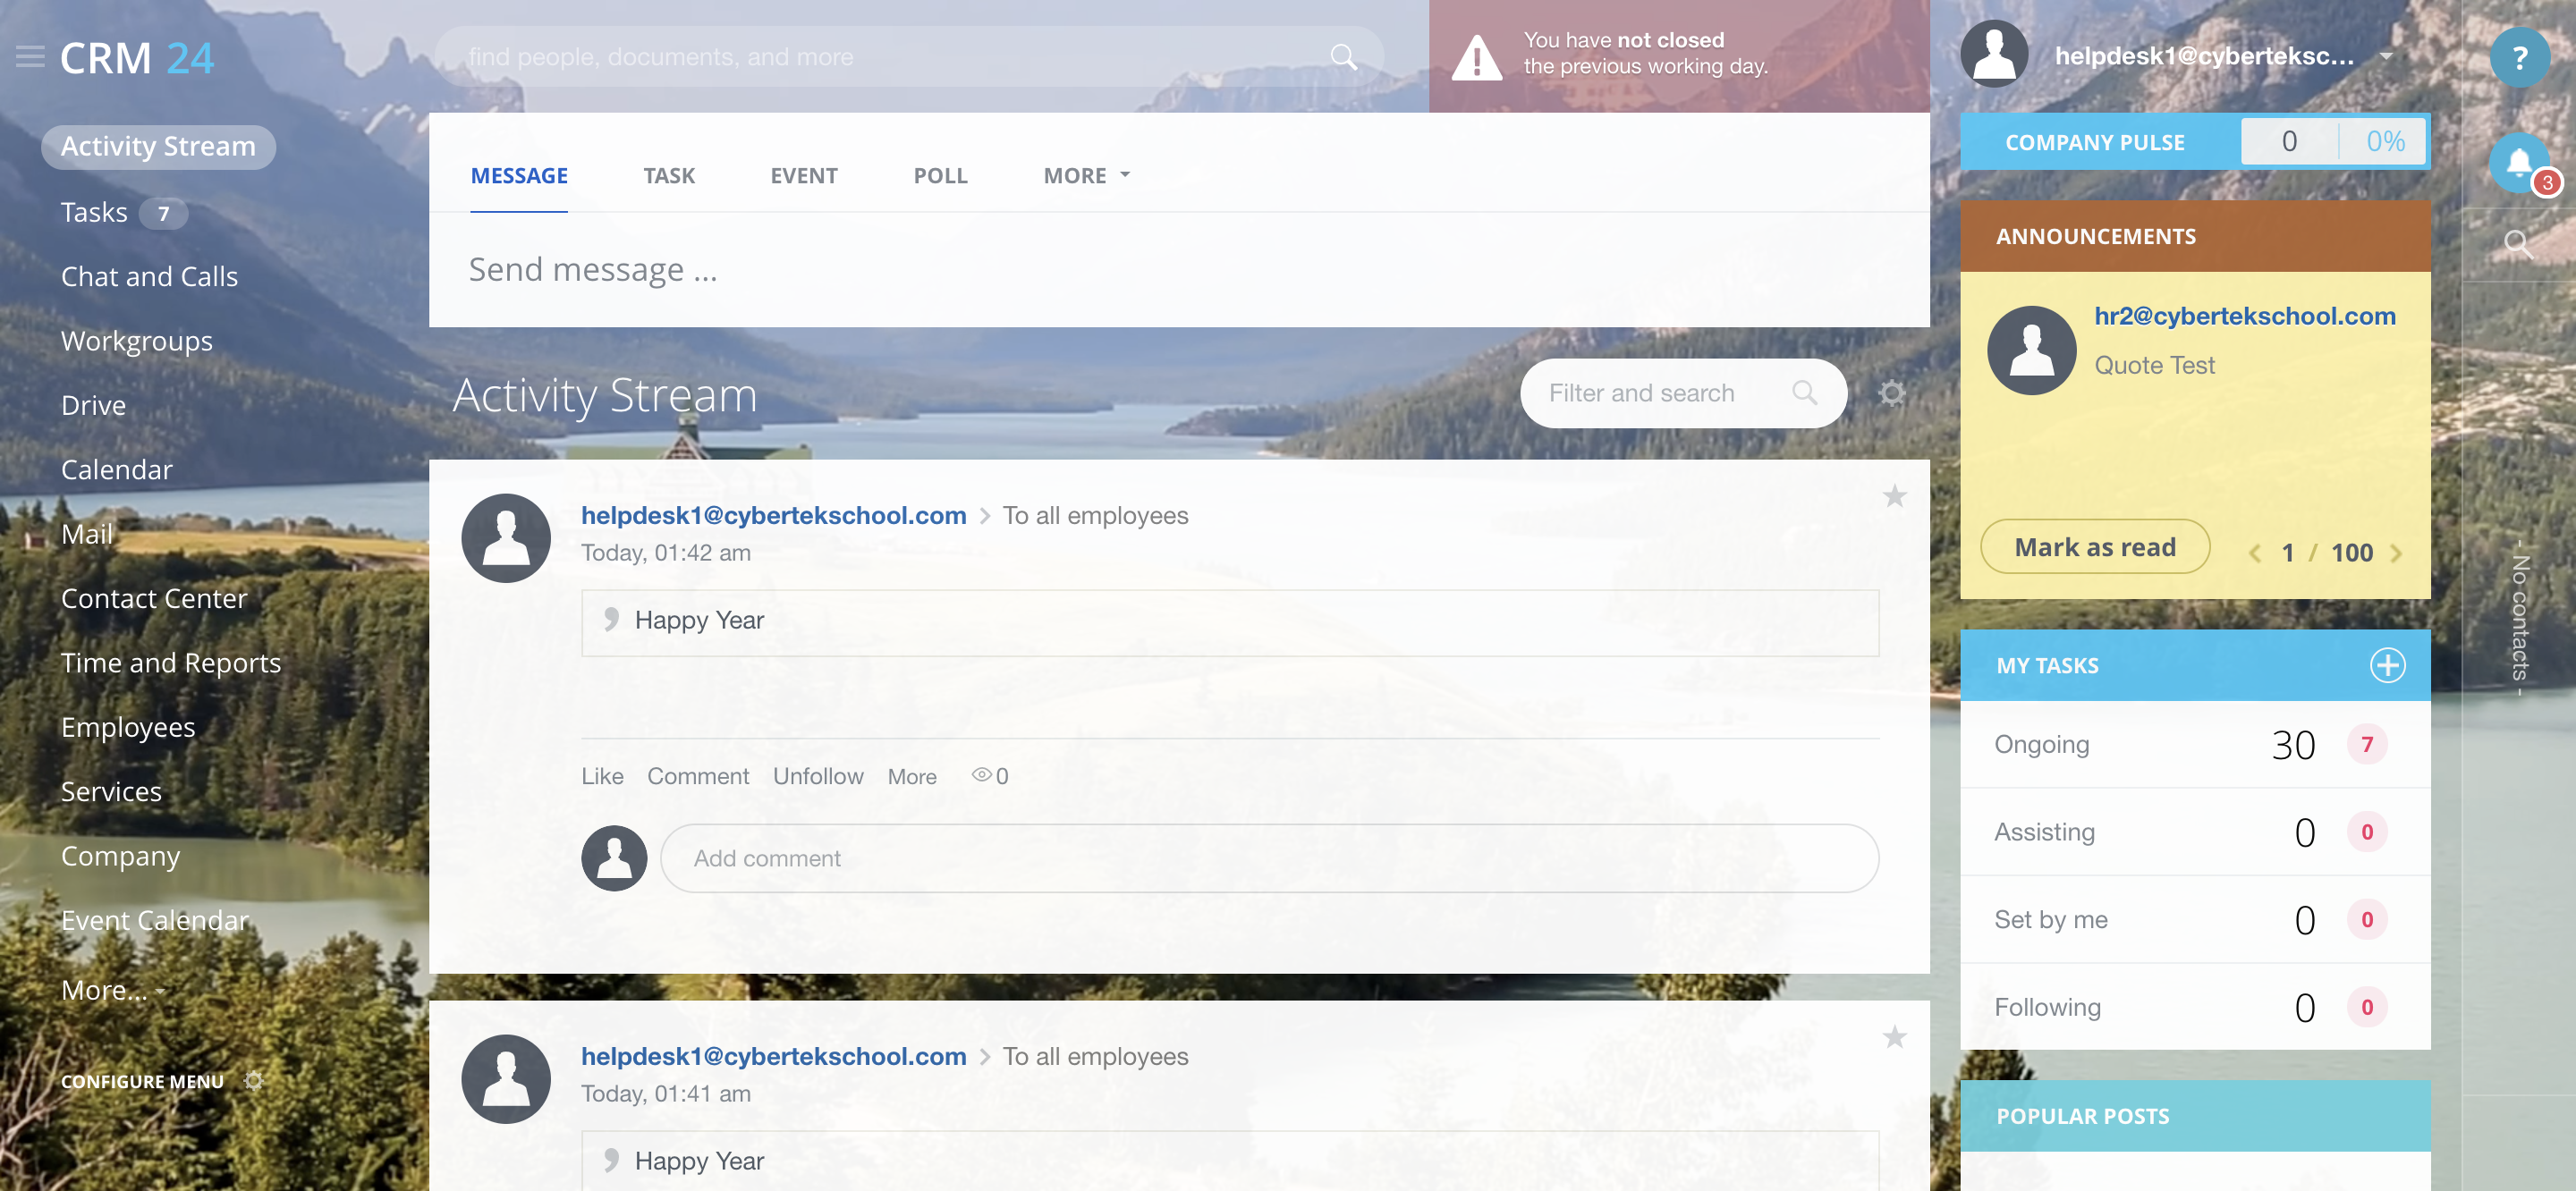 CRM 24
find people, documents, and more
You have not closed
the previous working day.
helpdesk1@cyberteksc...
?
Activity Stream
Tasks 7
Chat and Calls
Workgroups
Drive
Calendar
Mail
Contact Center
Time and Reports
Employees
Services
Company
Event Calendar
More...
CONFIGURE MENU
MESSAGE TASK EVENT POLL MORE
Send message ...
Activity Stream
Filter and search
helpdesk1@cybertekschool.com > To all employees
Today, 01:42 am
Happy Year
Like Comment Unfollow More 0
Add comment
helpdesk1@cybertekschool.com > To all employees
Today, 01:41 am
Happy Year
COMPANY PULSE 0 0%
ANNOUNCEMENTS
hr2@cybertekschool.com
Quote Test
Mark as read 1 / 100
MY TASKS
Ongoing 30 7
Assisting 0 0
Set by me 0 0
Following 0 0
POPULAR POSTS
3
- No contacts -